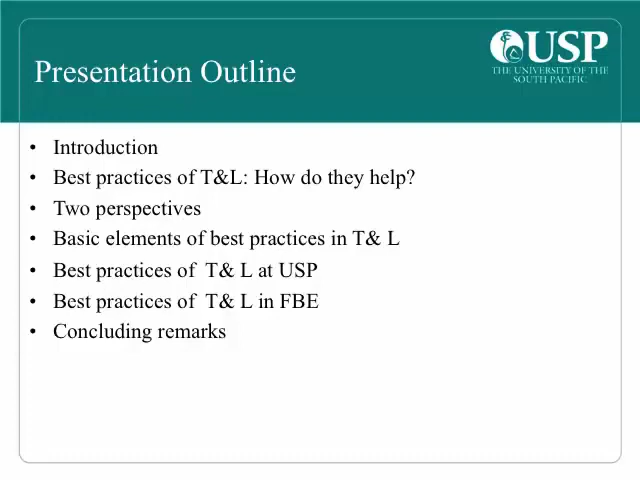 Presentation Outline
USP
THE UNIVERSITY OF THE
SOUTH PACIFIC
• Introduction
• Best practices of T&L: How do they help?
• Two perspectives
• Basic elements of best practices in T& L
• Best practices of  T& L at USP
• Best practices of  T& L in FBE
• Concluding remarks